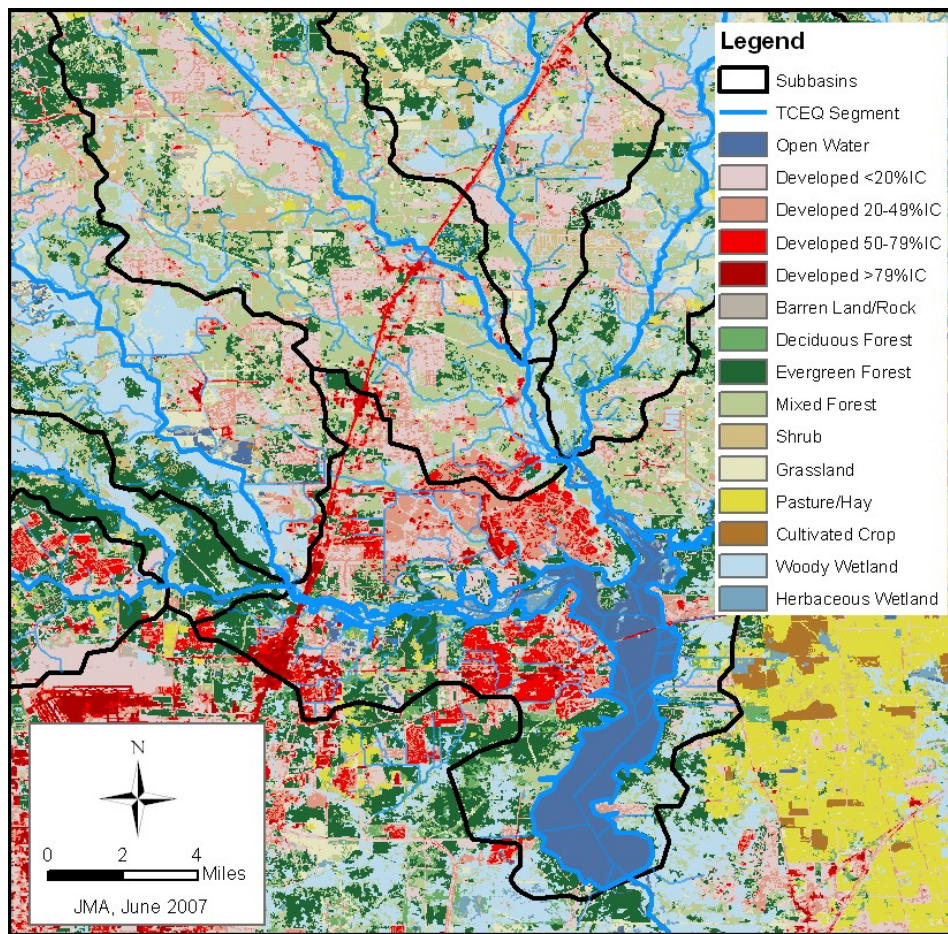 Legend
Subbasins
TCEQ Segment
Open Water
Developed <20%IC
Developed 20-49%IC
Developed 50-79%IC
Developed >79%IC
Barren Land/Rock
Deciduous Forest
Evergreen Forest
Mixed Forest
Shrub
Grassland
Pasture/Hay
Cultivated Crop
Woody Wetland
Herbaceous Wetland
N
0 2 4
Miles
JMA, June 2007